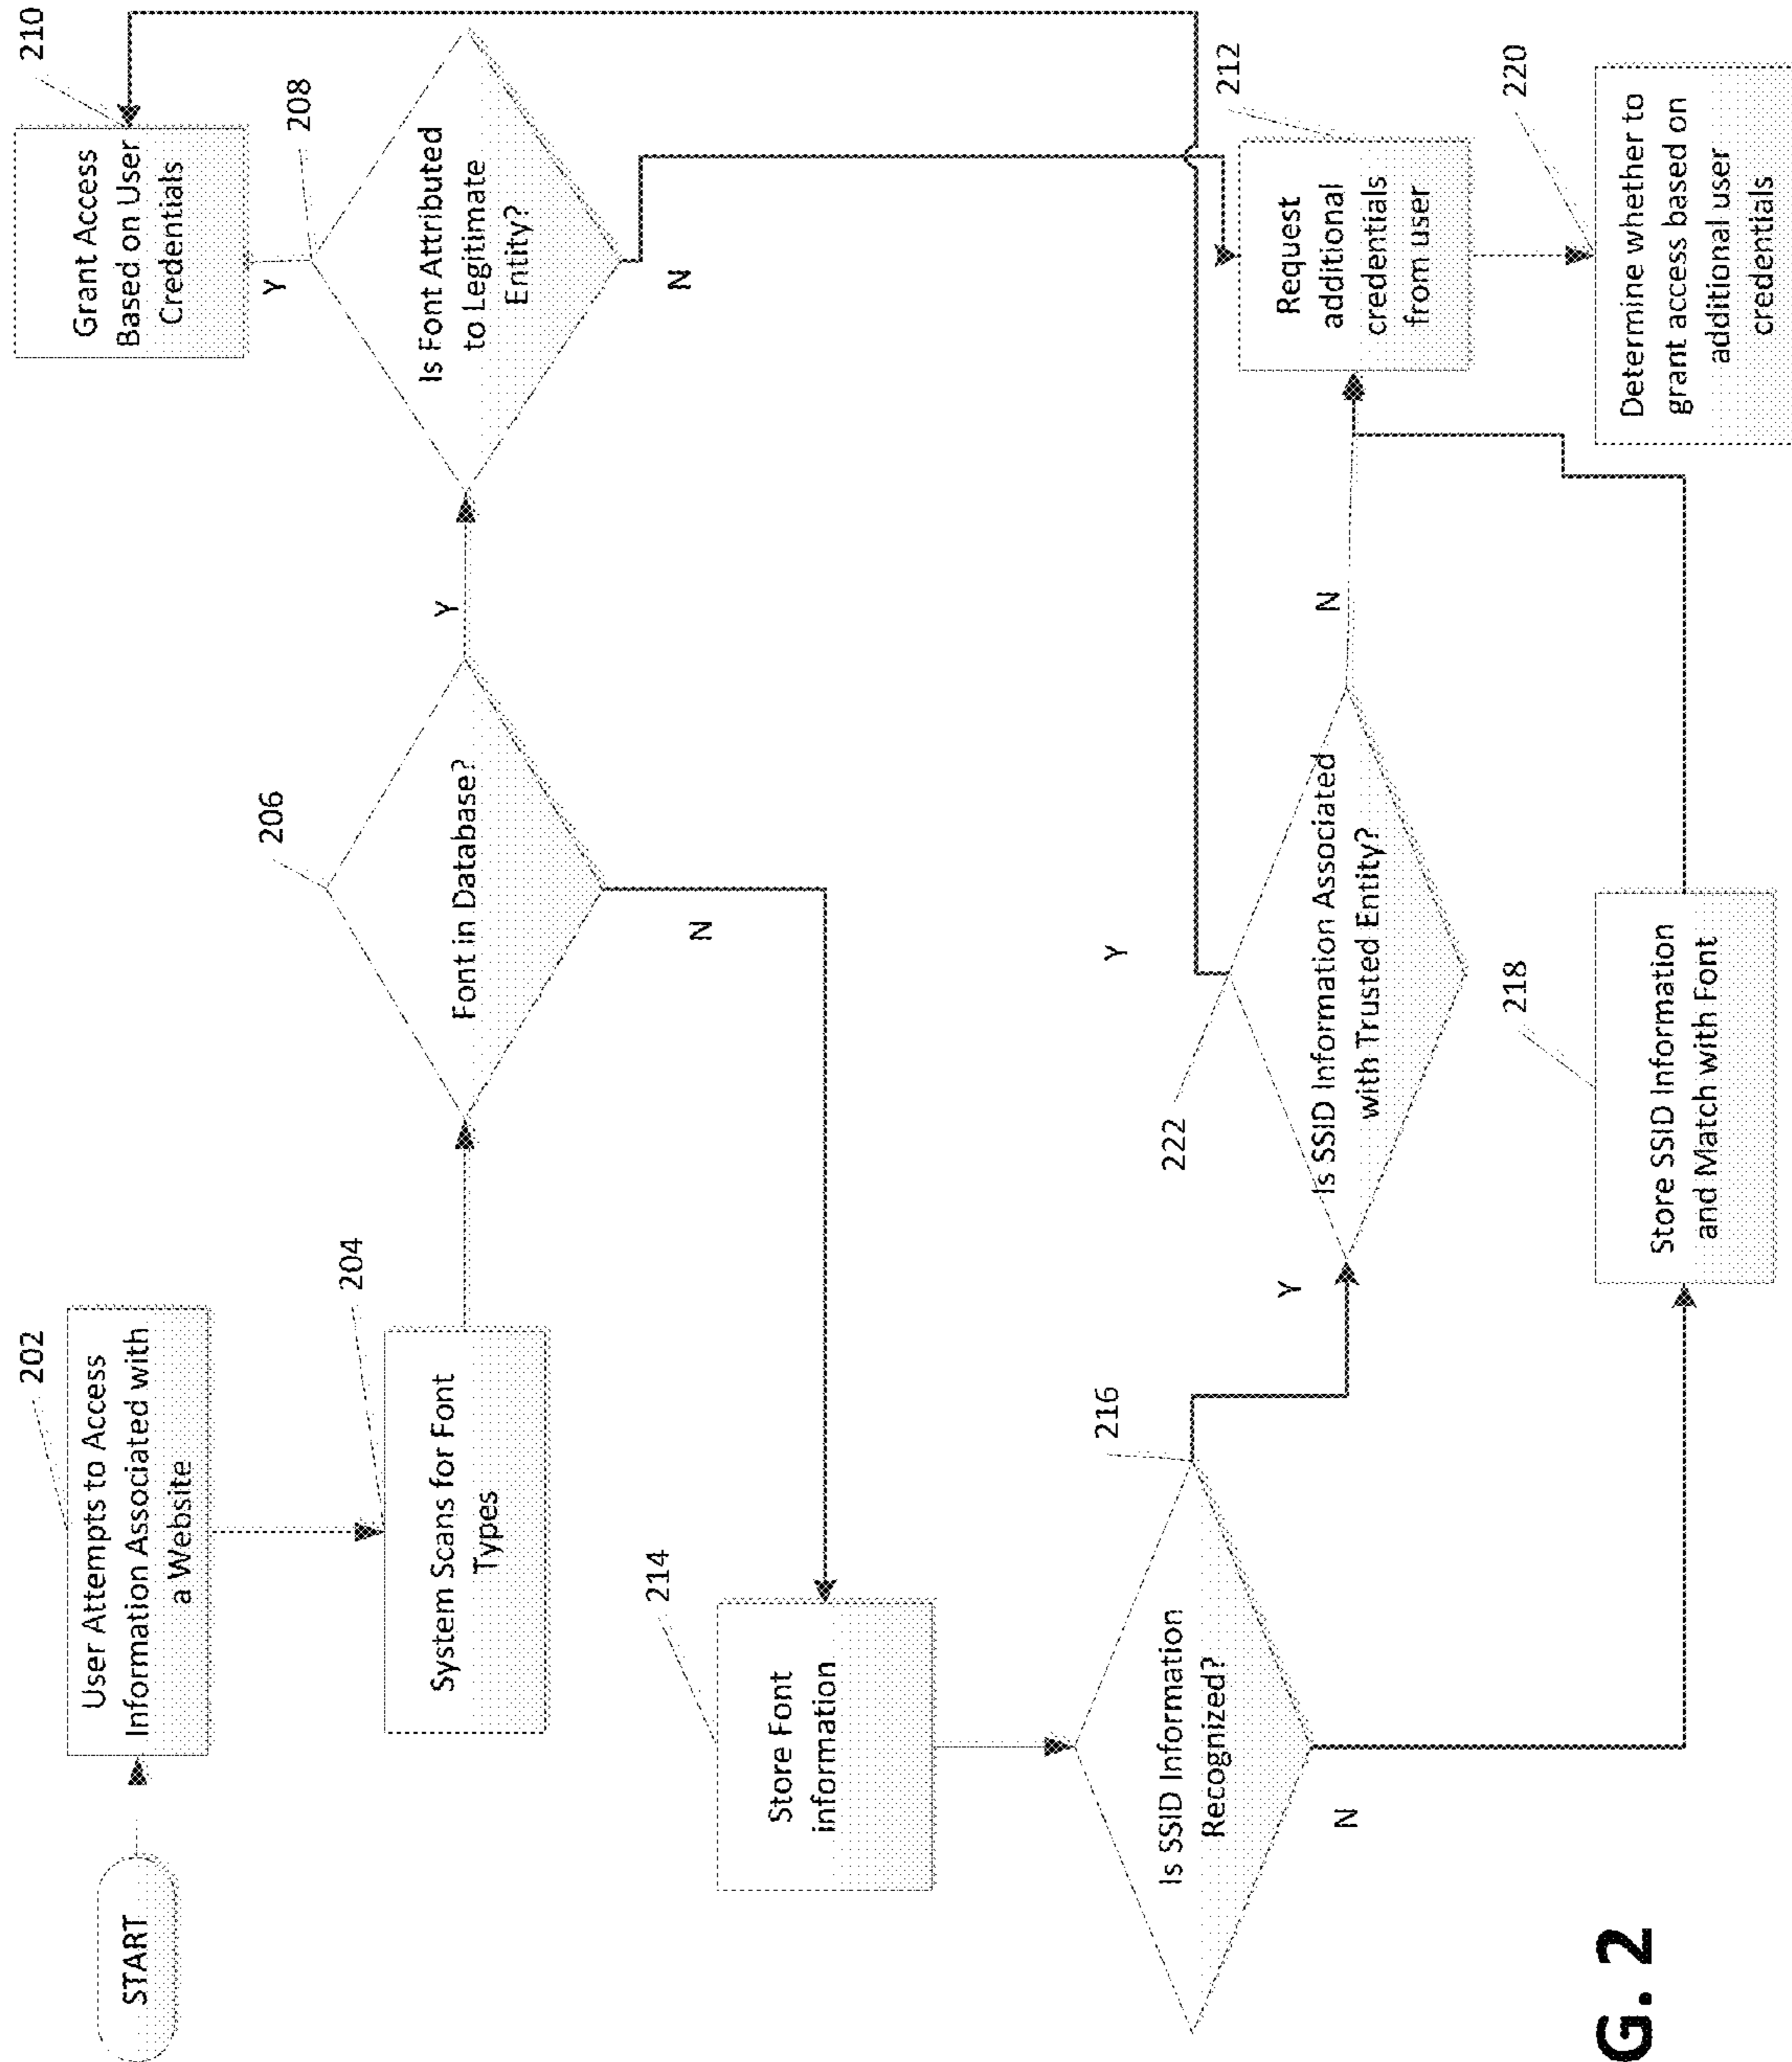 START
202
User Attempts to Access
Information Associated with
a Website
204
System Scans for Font
Types
206
Font in Database?
Y
N
208
Is Font Attributed
to Legitimate
Entity?
Y
N
210
Grant Access
Based on User
Credentials
214
Store Font
information
216
Is SSID Information
Recognized?
Y
N
222
Is SSID Information Associated
with Trusted Entity?
Y
N
218
Store SSID Information
and Match with Font
212
Request
additional
credentials
from user
220
Determine whether to
grant access based on
additional user
credentials
G. 2